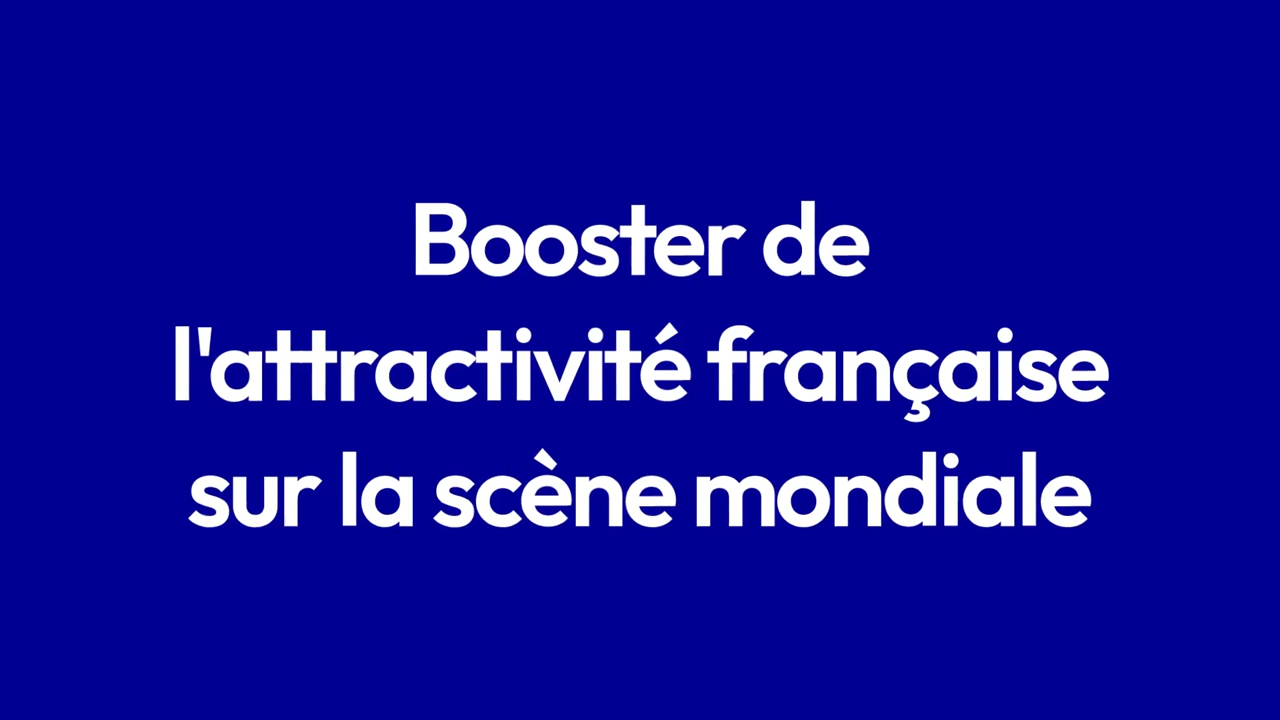 Booster de
l'attractivité française
sur la scène mondiale